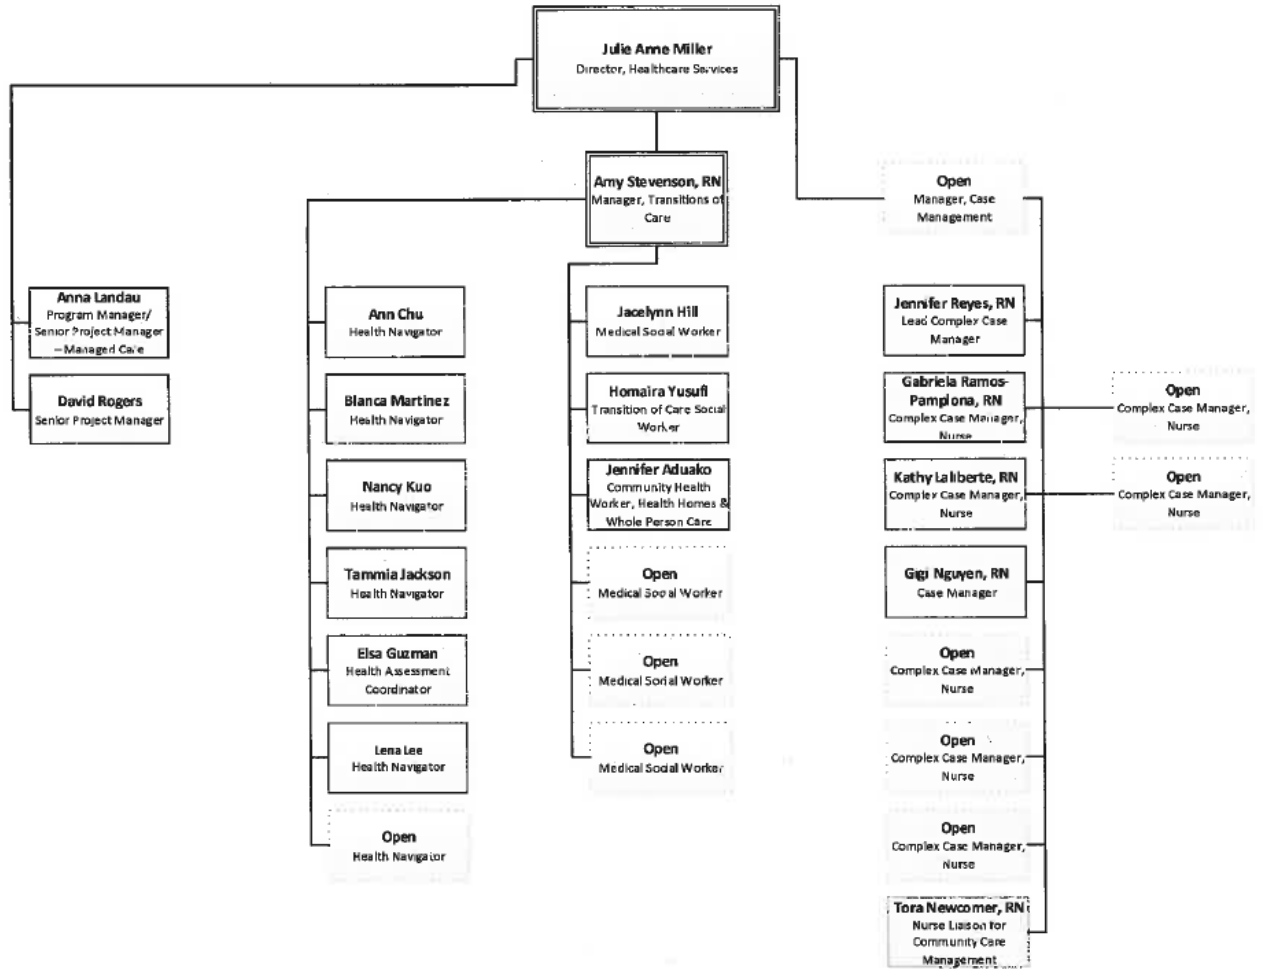 Julie Anne Miller
Director, Healthcare Services
Amy Stevenson, RN
Manager, Transitions of
Care
Open
Manager, Case
Management
Anna Landau
Program Manager/
Senior Project Manager
– Managed Care
David Rogers
Senior Project Manager
Ann Chu
Health Navigator
Blanca Martinez
Health Navigator
Nancy Kuo
Health Navigator
Tammia Jackson
Health Navigator
Elsa Guzman
Health Assessment
Coordinator
Lena Lee
Health Navigator
Open
Health Navigator
Jacelynn Hill
Medical Social Worker
Homaira Yusufi
Transition of Care Social
Worker
Jennifer Aduako
Community Health
Worker, Health Homes &
Whole Person Care
Open
Medical Social Worker
Open
Medical Social Worker
Open
Medical Social Worker
Jennifer Reyes, RN
Lead Complex Case
Manager
Gabriela Ramos-
Pamplona, RN
Complex Case Manager,
Nurse
Kathy Laliberte, RN
Complex Case Manager,
Nurse
Gigi Nguyen, RN
Case Manager
Open
Complex Case Manager,
Nurse
Open
Complex Case Manager,
Nurse
Open
Complex Case Manager,
Nurse
Tora Newcomer, RN
Nurse Liaison for
Community Care
Management
Open
Complex Case Manager,
Nurse
Open
Complex Case Manager,
Nurse